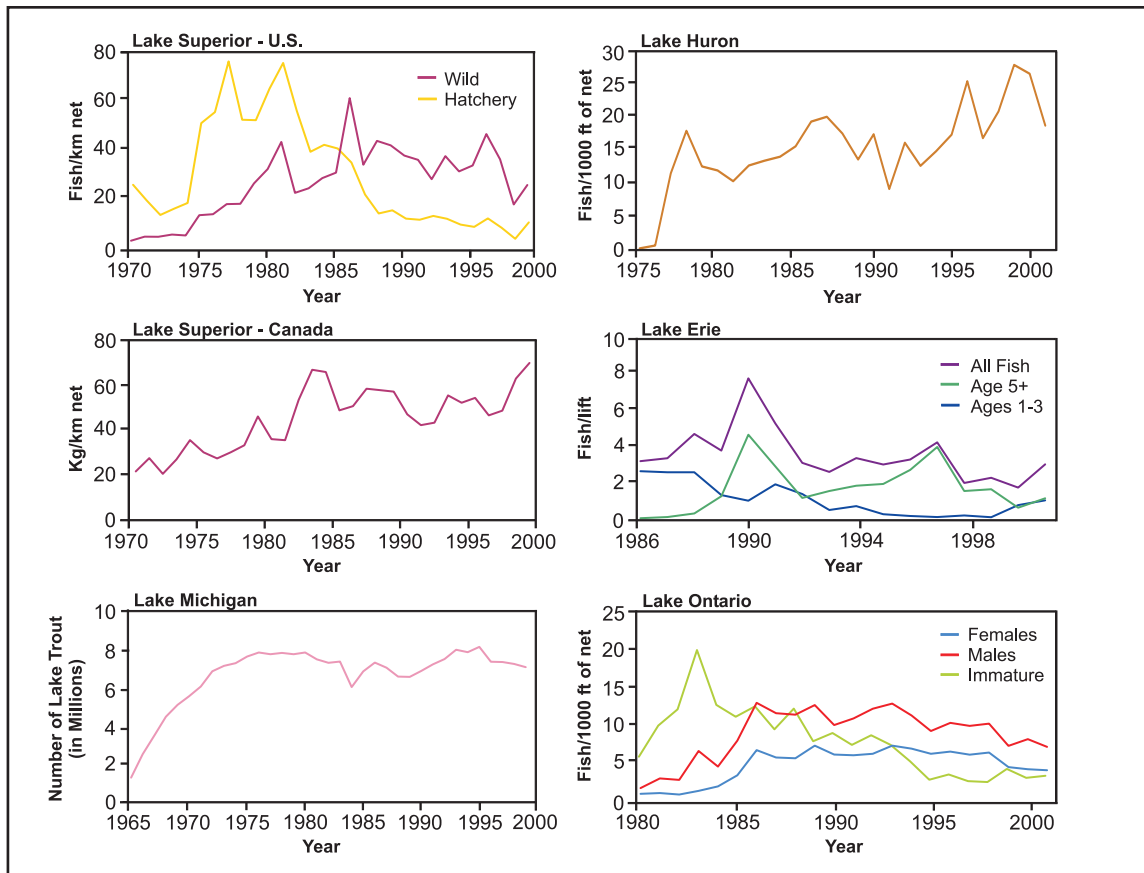 Lake Superior - U.S.
80
60
40
20
0
Fish/km net
Wild
Hatchery
1970 1975 1980 1985 1990 1995 2000
Year
Lake Huron
30
25
20
15
10
5
0
Fish/1000 ft of net
1975 1980 1985 1990 1995 2000
Year
Lake Superior - Canada
80
60
40
20
0
Kg/km net
1970 1975 1980 1985 1990 1995 2000
Year
Lake Erie
10
8
6
4
2
0
Fish/lift
All Fish
Age 5+
Ages 1-3
1986 1990 1994 1998
Year
Lake Michigan
10
8
6
4
2
0
Number of Lake Trout
(in Millions)
1965 1970 1975 1980 1985 1990 1995 2000
Year
Lake Ontario
25
20
15
10
5
0
Fish/1000 ft of net
Females
Males
Immature
1980 1985 1990 1995 2000
Year